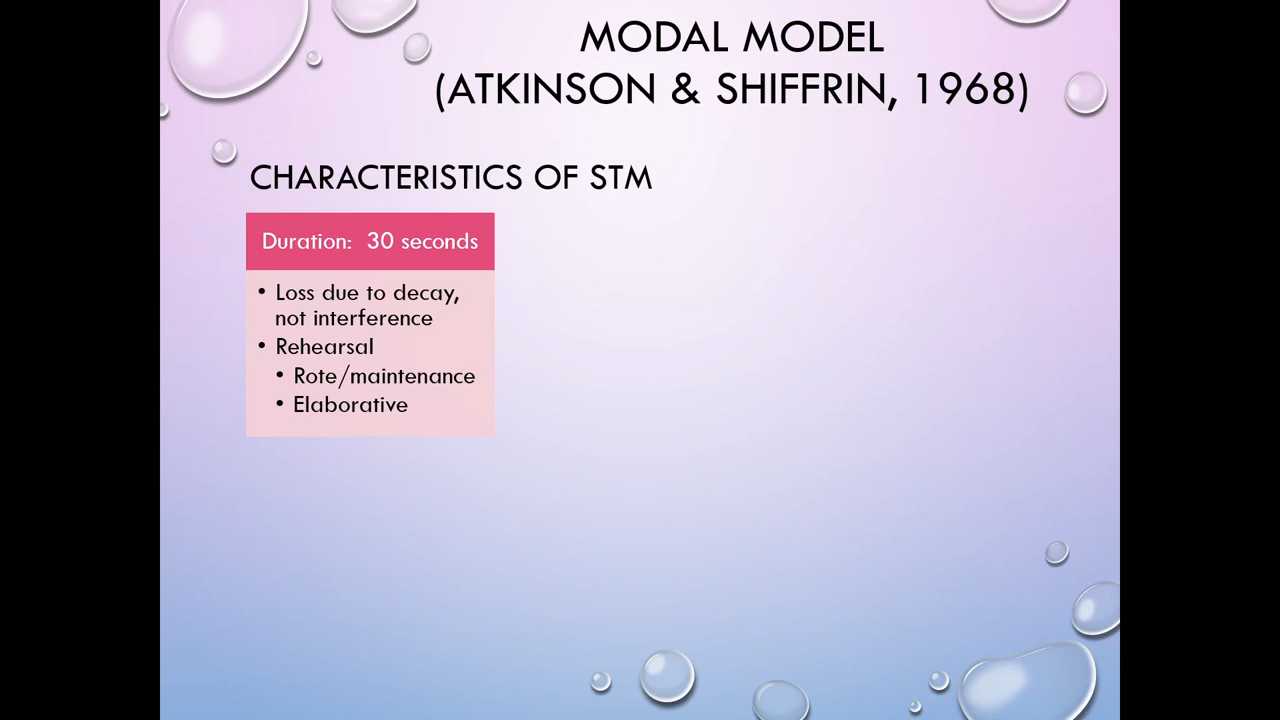 MODAL MODEL
(ATKINSON & SHIFFRIN, 1968)
CHARACTERISTICS OF STM
Duration: 30 seconds
• Loss due to decay,
not interference
• Rehearsal
• Rote/maintenance
• Elaborative